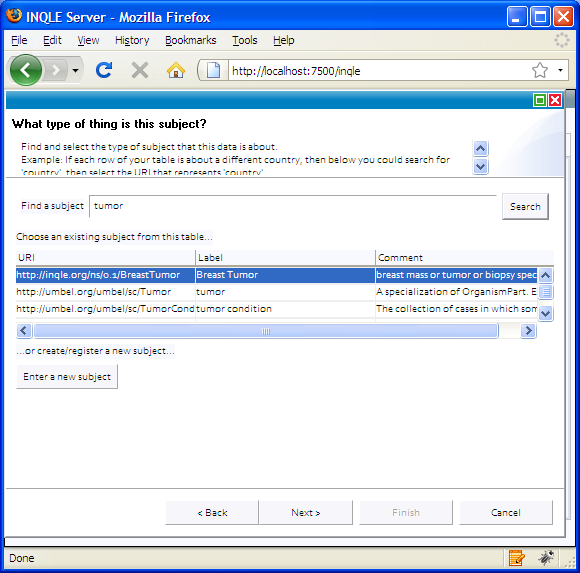 INQLE Server - Mozilla Firefox
File Edit View History Bookmarks Tools Help
http://localhost:7500/inqle
What type of thing is this subject?
Find and select the type of subject that this data is about.
Example: If each row of your table is about a different country, then below you could search for
'country', then select the URI that represents 'country'
Find a subject tumor Search
Choose an existing subject from this table...
URI Label Comment
http://inqle.org/ns/0.1/BreastTumor Breast Tumor breast mass or tumor or biopsy spec
http://umbel.org/umbel/sc/Tumor tumor A specialization of OrganismPart. E
http://umbel.org/umbel/sc/TumorCond tumor condition The collection of cases in which som
...or create/register a new subject...
Enter a new subject
< Back Next > Finish Cancel
Done